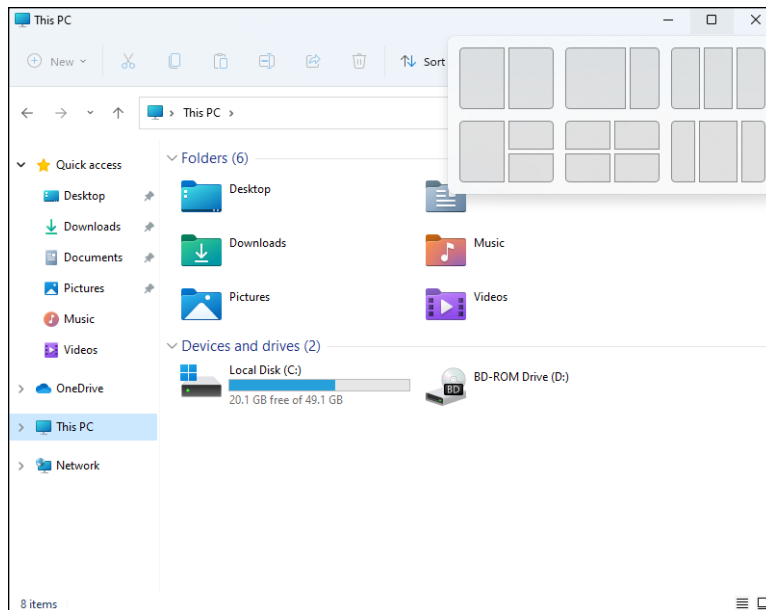 This PC
New
Sort
This PC
Quick access
Desktop
Downloads
Documents
Pictures
Music
Videos
OneDrive
This PC
Network
Folders (6)
Desktop
Downloads
Music
Pictures
Videos
Devices and drives (2)
Local Disk (C:)
20.1 GB free of 49.1 GB
BD-ROM Drive (D:)
BD
8 items